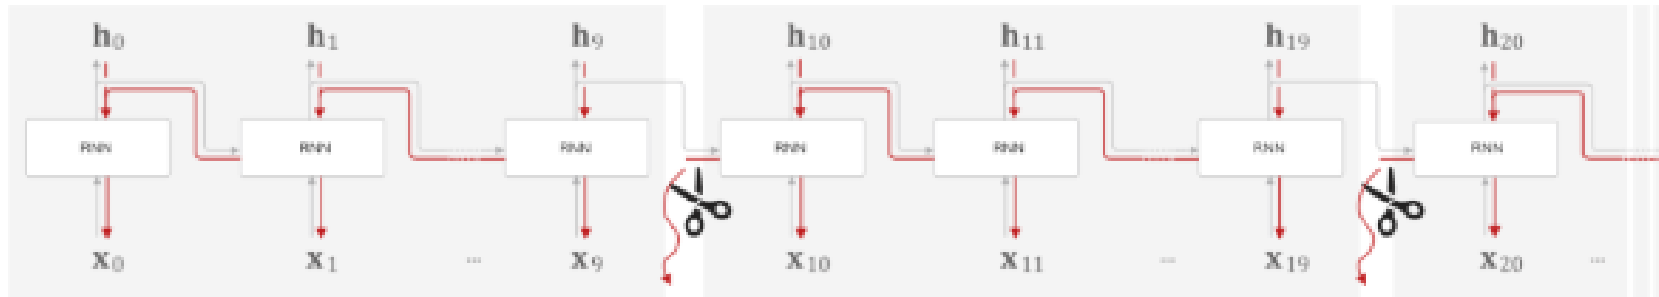 h0 h1 h9 h10 h11 h19 h20
RNN RNN RNN RNN RNN RNN RNN
x0 x1 ... x9 x10 x11 ... x19 x20 ...